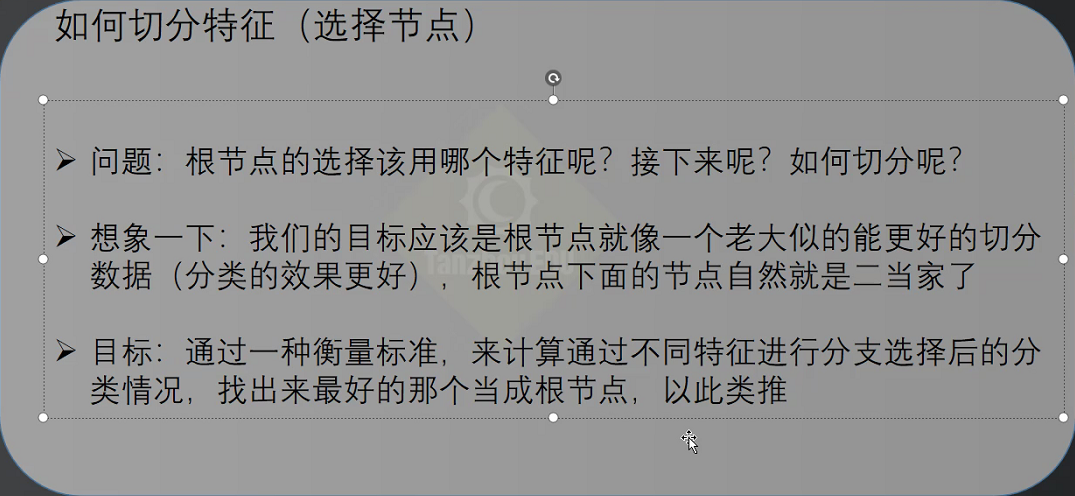 如何切分特征（选择节点）
➢ 问题：根节点的选择该用哪个特征呢？接下来呢？如何切分呢？
➢ 想象一下：我们的目标应该是根节点就像一个老大似的能更好的切分
数据（分类的效果更好），根节点下面的节点自然就是二当家了
➢ 目标：通过一种衡量标准，来计算通过不同特征进行分支选择后的分
类情况，找出来最好的那个当成根节点，以此类推